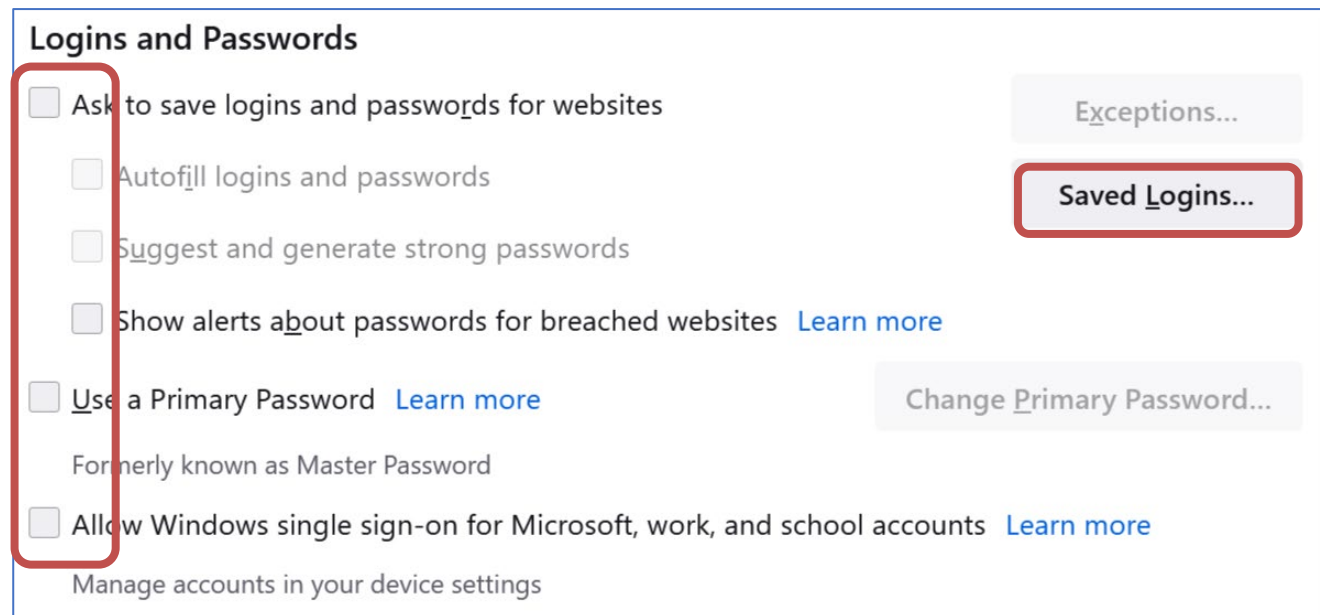 Logins and Passwords
Ask to save logins and passwords for websites
Exceptions...
Autofill logins and passwords
Saved Logins...
Suggest and generate strong passwords
Show alerts about passwords for breached websites Learn more
Use a Primary Password Learn more
Change Primary Password...
Formerly known as Master Password
Allow Windows single sign-on for Microsoft, work, and school accounts Learn more
Manage accounts in your device settings